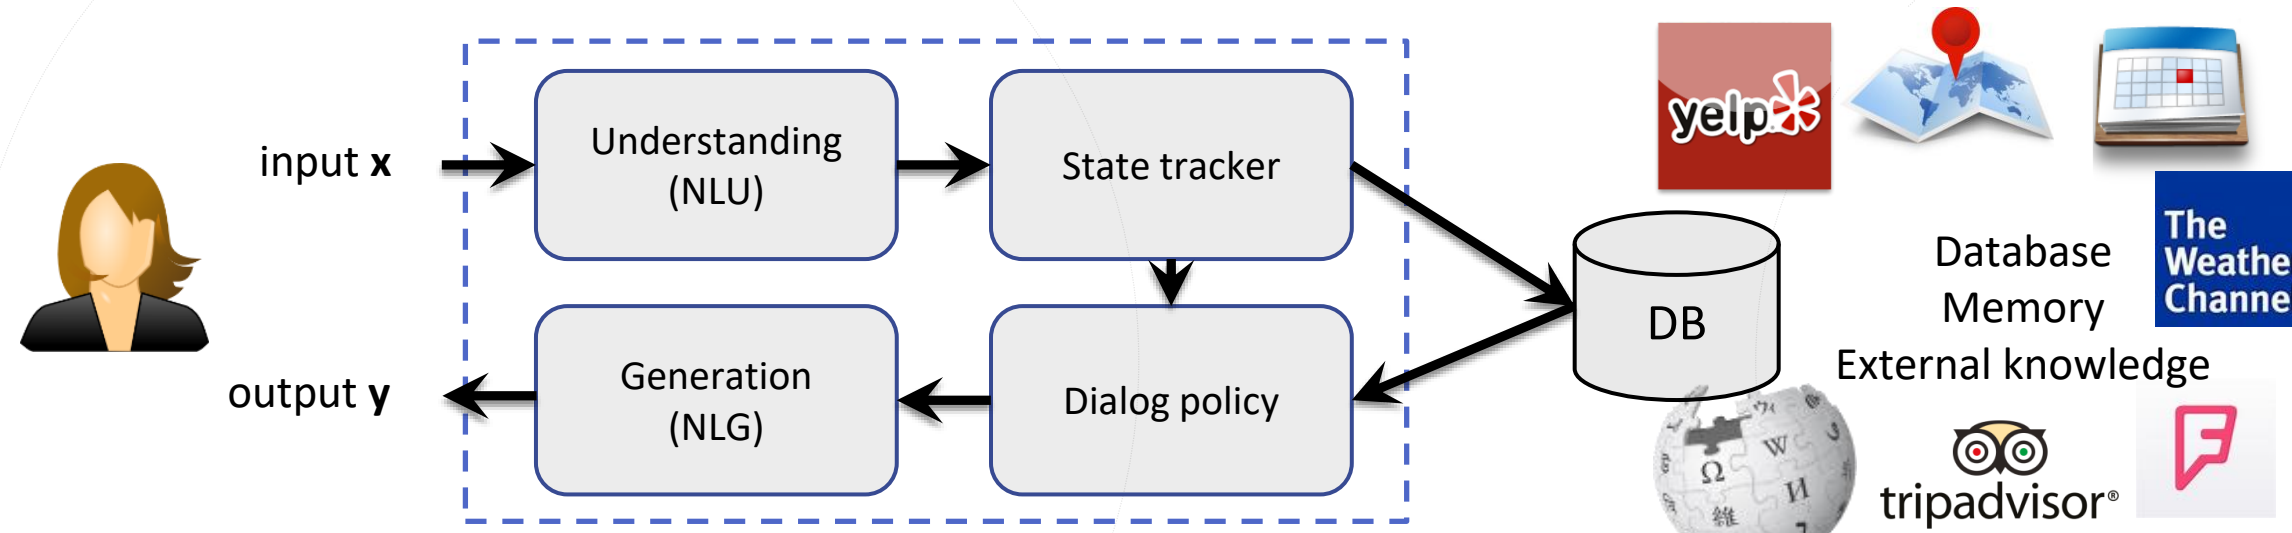 input x
Understanding
(NLU)
State tracker
yelp
The
Weathe
Channe
Database
Memory
External knowledge
DB
output y
Generation
(NLG)
Dialog policy
Ω
W
И
維
tripadvisor®